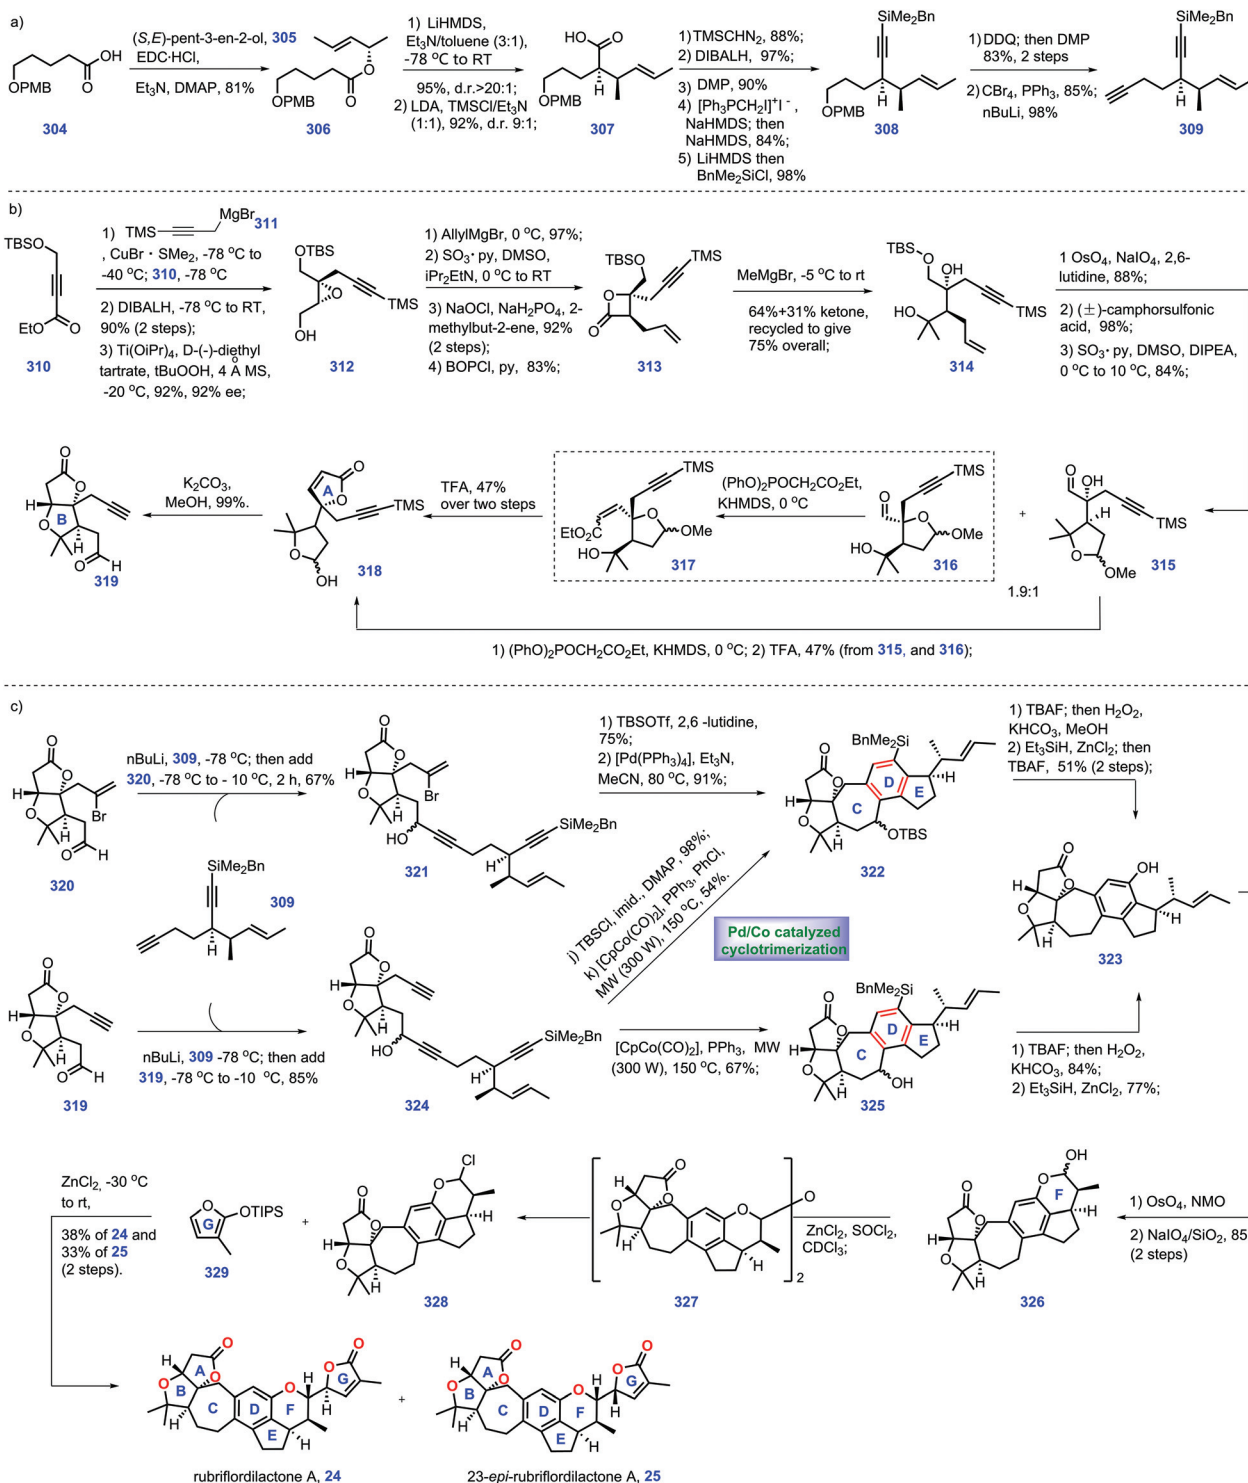 a)
OH
O
OPMB
304
(S,E)-pent-3-en-2-ol, 305
EDC·HCl,
Et₃N, DMAP, 81%
O
O
OPMB
306
1) LiHMDS,
Et₃N/toluene (3:1),
-78 °C to RT
95%, d.r.>20:1;
2) LDA, TMSCl/Et₃N
(1:1), 92%, d.r. 9:1;
HO
O
H
OPMB
307
1) TMSCHN₂, 88%;
2) DIBALH, 97%;
3) DMP, 90%
4) [Ph₃PCH₂I]⁺I⁻,
NaHMDS; then
NaHMDS, 84%;
5) LiHMDS then
BnMe₂SiCl, 98%
SiMe₂Bn
H
OPMB
308
1) DDQ; then DMP
83%, 2 steps
2) CBr₄, PPh₃, 85%;
nBuLi, 98%
SiMe₂Bn
H
309
b)
TBSO
EtO
O
310
1) TMS
MgBr
311
, CuBr · SMe₂, -78 °C to
-40 °C; 310, -78 °C
2) DIBALH, -78 °C to RT,
90% (2 steps);
3) Ti(OiPr)₄, D-(-)-diethyl
tartrate, tBuOOH, 4 Å MS,
-20 °C, 92%, 92% ee;
OTBS
O
TMS
HO
312
1) AllylMgBr, 0 °C, 97%;
2) SO₃· py, DMSO,
iPr₂EtN, 0 °C to RT
3) NaOCl, NaH₂PO₄, 2-
methylbut-2-ene, 92%
(2 steps);
4) BOPCl, py, 83%;
TBSO
TMS
O
O
313
MeMgBr, -5 °C to rt
64%+31% ketone,
recycled to give
75% overall;
TBSO
OH
HO
TMS
314
1 OsO₄, NaIO₄, 2,6-
lutidine, 88%;
2) (±)-camphorsulfonic
acid, 98%;
3) SO₃· py, DMSO, DIPEA,
0 °C to 10 °C, 84%;
O
O
H
B
O
H
O
H
319
K₂CO₃,
MeOH, 99%.
O
A
O
TMS
O
OH
318
TFA, 47%
over two steps
TMS
EtO₂C
O
OMe
HO
317
(PhO)₂POCH₂CO₂Et,
KHMDS, 0 °C
TMS
O
O
OMe
HO
316
+
1.9:1
O
OH
H
TMS
O
OMe
315
1) (PhO)₂POCH₂CO₂Et, KHMDS, 0 °C; 2) TFA, 47% (from 315, and 316);
c)
O
O
H
Br
O
H
O
H
320
nBuLi, 309, -78 °C; then add
320, -78 °C to - 10 °C, 2 h, 67%
SiMe₂Bn
309
H
O
O
H
Br
O
H
HO
SiMe₂Bn
H
321
1) TBSOTf, 2,6 -lutidine,
75%;
2) [Pd(PPh₃)₄], Et₃N,
MeCN, 80 °C, 91%;
BnMe₂Si
O
O
H
D
E
H
C
O
H
OTBS
322
1) TBAF; then H₂O₂,
KHCO₃, MeOH
2) Et₃SiH, ZnCl₂; then
TBAF, 51% (2 steps);
j) TBSCl, imid., DMAP, 98%;
k) [CpCo(CO)₂], PPh₃, PhCl,
MW (300 W), 150 °C, 54%.
Pd/Co catalyzed
cyclotrimerization
O
O
OH
H
O
H
H
323
O
O
H
O
H
O
H
319
nBuLi, 309 -78 °C; then add
319, -78 °C to -10 °C, 85%
O
O
H
O
H
HO
SiMe₂Bn
H
324
[CpCo(CO)₂], PPh₃, MW
(300 W), 150 °C, 67%;
BnMe₂Si
O
O
H
D
E
H
C
O
H
OH
325
1) TBAF; then H₂O₂,
KHCO₃, 84%;
2) Et₃SiH, ZnCl₂, 77%;
ZnCl₂, -30 °C
to rt,
38% of 24 and
33% of 25
(2 steps).
G
O
OTIPS
329
+
Cl
O
O
O
H
O
H
H
328
H
O
O
O
O
H
H
O
2
327
ZnCl₂, SOCl₂,
CDCl₃;
OH
O
F
O
O
H
O
H
H
326
1) OsO₄, NMO
2) NaIO₄/SiO₂, 85
(2 steps)
O
H
A
O
O
B
C
D
E
F
O
H
H
G
O
O
H
H
rubriflordilactone A, 24
+
O
H
A
O
O
B
C
D
E
F
O
H
H
G
O
O
H
H
23-epi-rubriflordilactone A, 25